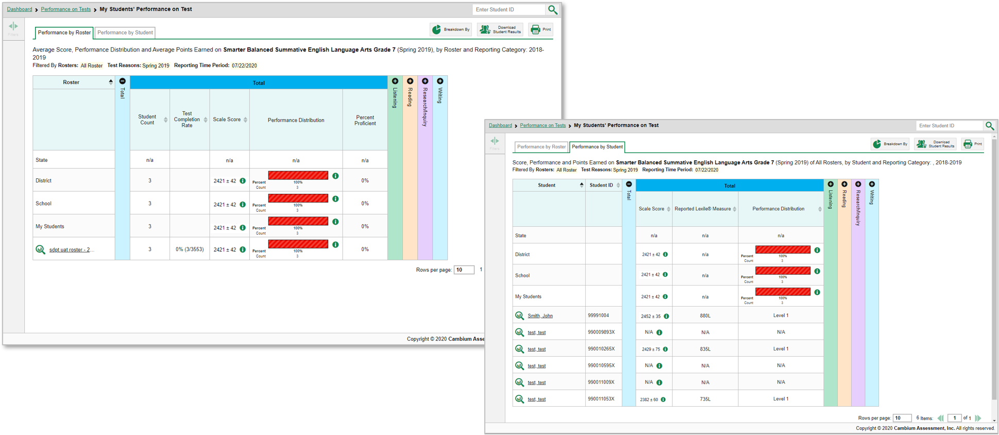 Dashboard > Performance on Tests > My Students' Performance on Test
Enter Student ID
Filters
Performance by Roster
Performance by Student
Breakdown By
Download
Student Results
Print
Average Score, Performance Distribution and Average Points Earned on Smarter Balanced Summative English Language Arts Grade 7 (Spring 2019), by Roster and Reporting Category: 2018-
2019
Filtered By Rosters: All Roster Test Reasons: Spring 2019 Reporting Time Period: 07/22/2020
Roster
Total
Total
Listening
Reading
Research/Inquiry
Writing
Student
Count
Test
Completion
Rate
Scale Score
Performance Distribution
Percent
Proficient
State n/a n/a n/a n/a
District 3 2421 ± 42 0%
Percent 100%
Count 3
School 3 2421 ± 42 0%
Percent 100%
Count 3
My Students 3 2421 ± 42 0%
Percent 100%
Count 3
sdpt uat roster - 2... 3 0% (3/3553) 2421 ± 42 0%
Percent 100%
Count 3
Rows per page: 10 1
Copyright © 2020 Cambium Asse
Dashboard > Performance on Tests > My Students' Performance on Test
Enter Student ID
Filters
Performance by Roster
Performance by Student
Breakdown By
Download
Student Results
Print
Score, Performance and Points Earned on Smarter Balanced Summative English Language Arts Grade 7 (Spring 2019) of All Rosters, by Student and Reporting Category: , 2018-2019
Filtered By Rosters: All Roster Test Reasons: Spring 2019 Reporting Time Period: 07/22/2020
Student
Student ID
Total
Total
Listening
Reading
Research/Inquiry
Writing
Scale Score
Reported Lexile® Measure
Performance Distribution
State n/a n/a n/a
District 2421 ± 42 n/a
Percent 100%
Count 3
School 2421 ± 42 n/a
Percent 100%
Count 3
My Students 2421 ± 42 n/a
Percent 100%
Count 3
Smith, John 99991004 2452 ± 35 880L Level 1
test, test 990009893X N/A N/A N/A
test, test 990010265X 2429 ± 75 835L Level 1
test, test 990010595X N/A N/A N/A
test, test 990011009X N/A N/A N/A
test, test 990011053X 2382 ± 60 735L Level 1
Rows per page: 10 6 Items: 1 of 1
Copyright © 2020 Cambium Assessment, Inc. All rights reserved.